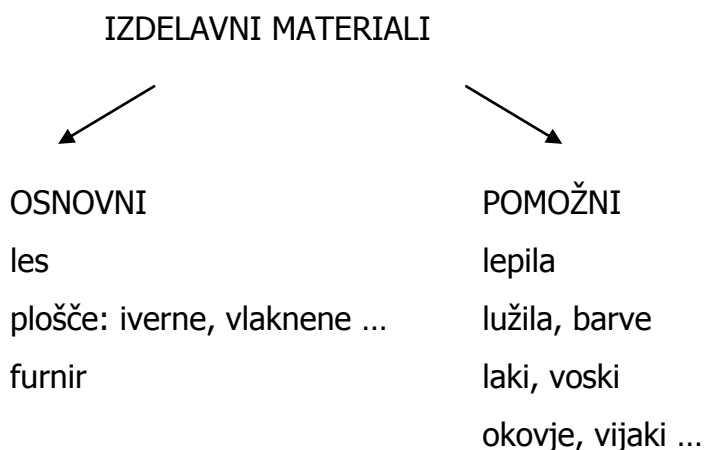 IZDELAVNI MATERIALI
OSNOVNI
les
plošče: iverne, vlaknene …
furnir
POMOŽNI
lepila
lužila, barve
laki, voski
okovje, vijaki …